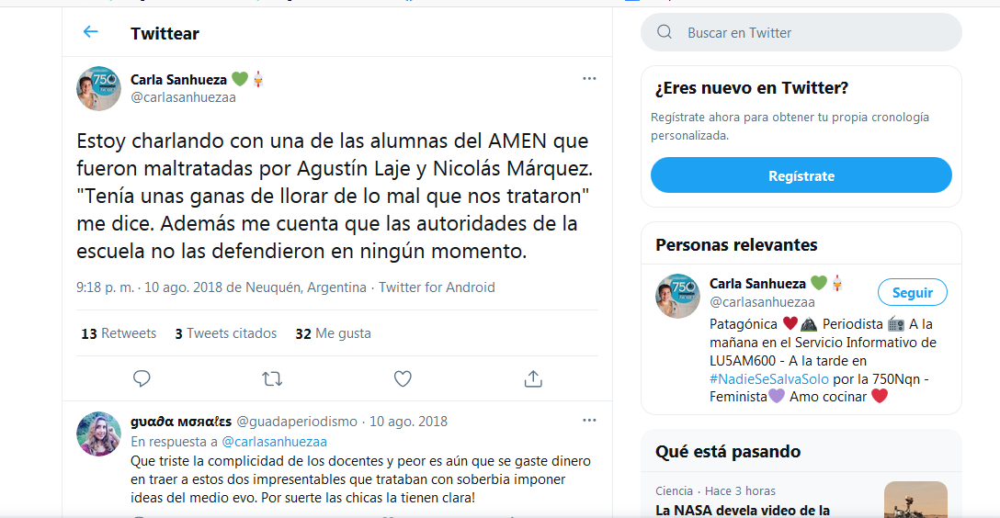 Twittear
Carla Sanhueza 💚
@carlasanhuezaa
Estoy charlando con una de las alumnas del AMEN que
fueron maltratadas por Agustín Laje y Nicolás Márquez.
"Tenía unas ganas de llorar de lo mal que nos trataron"
me dice. Además me cuenta que las autoridades de la
escuela no las defendieron en ningún momento.
9:18 p. m. · 10 ago. 2018 de Neuquén, Argentina · Twitter for Android
13 Retweets 3 Tweets citados 32 Me gusta
gυα∂α мσяαℓεs @guadaperiodismo · 10 ago. 2018
En respuesta a @carlasanhuezaa
Que triste la complicidad de los docentes y peor es aún que se gaste dinero
en traer a estos dos impresentables que trataban con soberbia imponer
ideas del medio evo. Por suerte las chicas la tienen clara!
Buscar en Twitter
¿Eres nuevo en Twitter?
Regístrate ahora para obtener tu propia cronología
personalizada.
Regístrate
Personas relevantes
Carla Sanhueza 💚
@carlasanhuezaa
Seguir
Patagónica ❤️ Periodista 📻 A la
mañana en el Servicio Informativo de
LU5AM600 - A la tarde en
#NadieSeSalvaSolo por la 750Nqn -
Feminista💜 Amo cocinar ❤️
Qué está pasando
Ciencia · Hace 3 horas
La NASA devela video de la
750
750